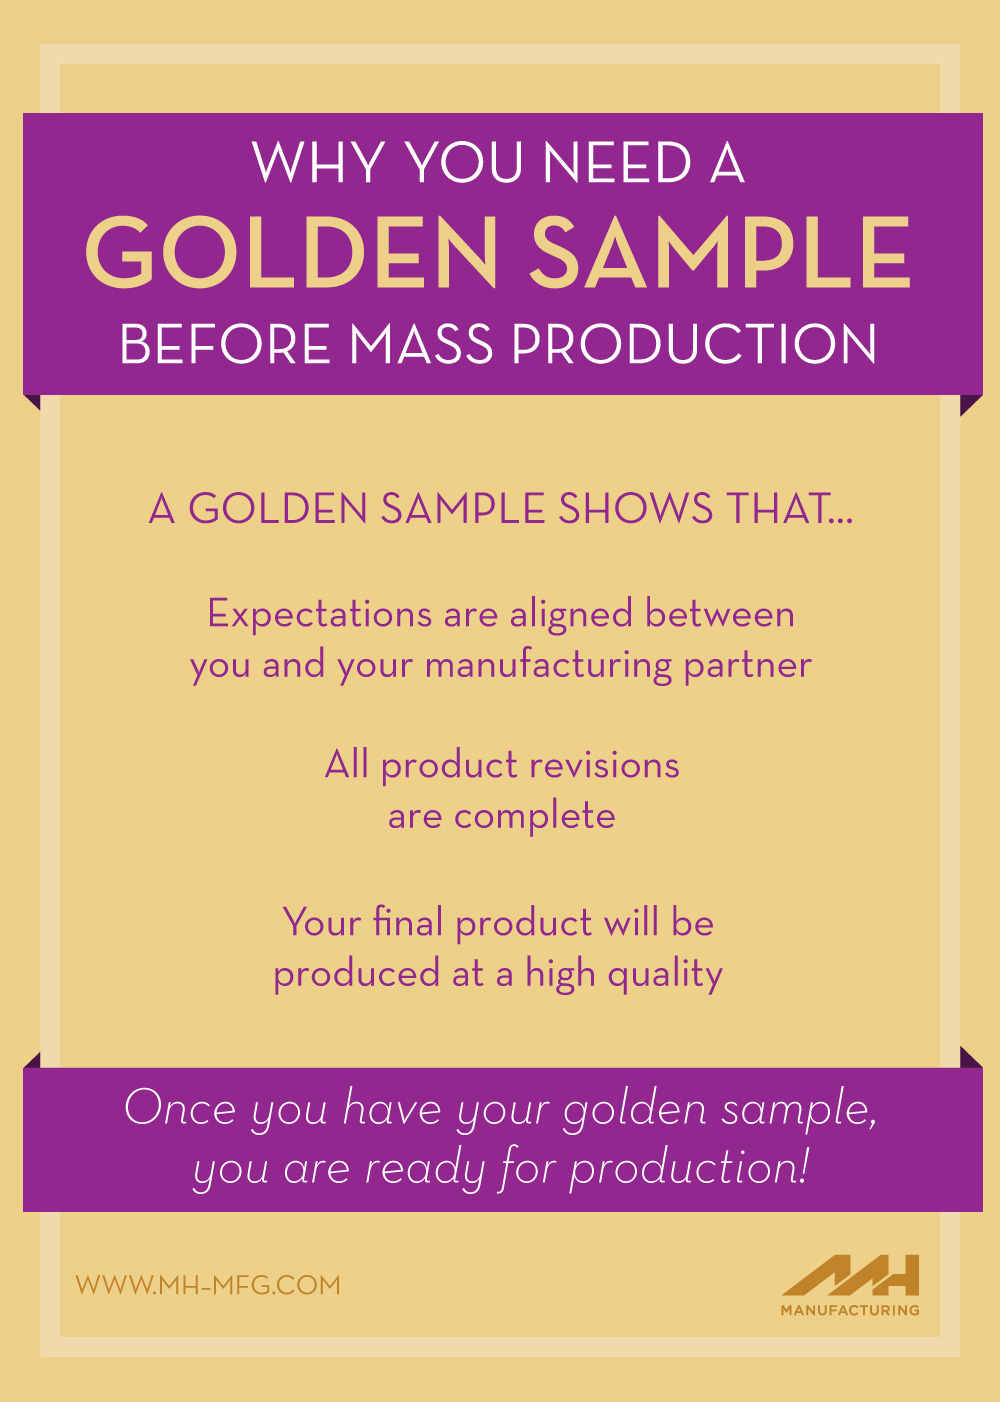 WHY YOU NEED A
GOLDEN SAMPLE
BEFORE MASS PRODUCTION
A GOLDEN SAMPLE SHOWS THAT...
Expectations are aligned between
you and your manufacturing partner
All product revisions
are complete
Your final product will be
produced at a high quality
Once you have your golden sample,
you are ready for production!
WWW.MH-MFG.COM
MH
MANUFACTURING